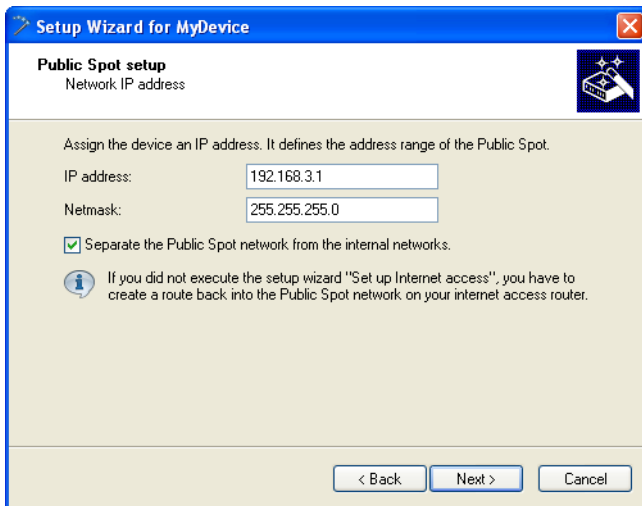 Setup Wizard for MyDevice
Public Spot setup
Network IP address
Assign the device an IP address. It defines the address range of the Public Spot.
IP address:
192.168.3.1
Netmask:
255.255.255.0
Separate the Public Spot network from the internal networks.
If you did not execute the setup wizard "Set up Internet access", you have to
create a route back into the Public Spot network on your internet access router.
< Back
Next >
Cancel